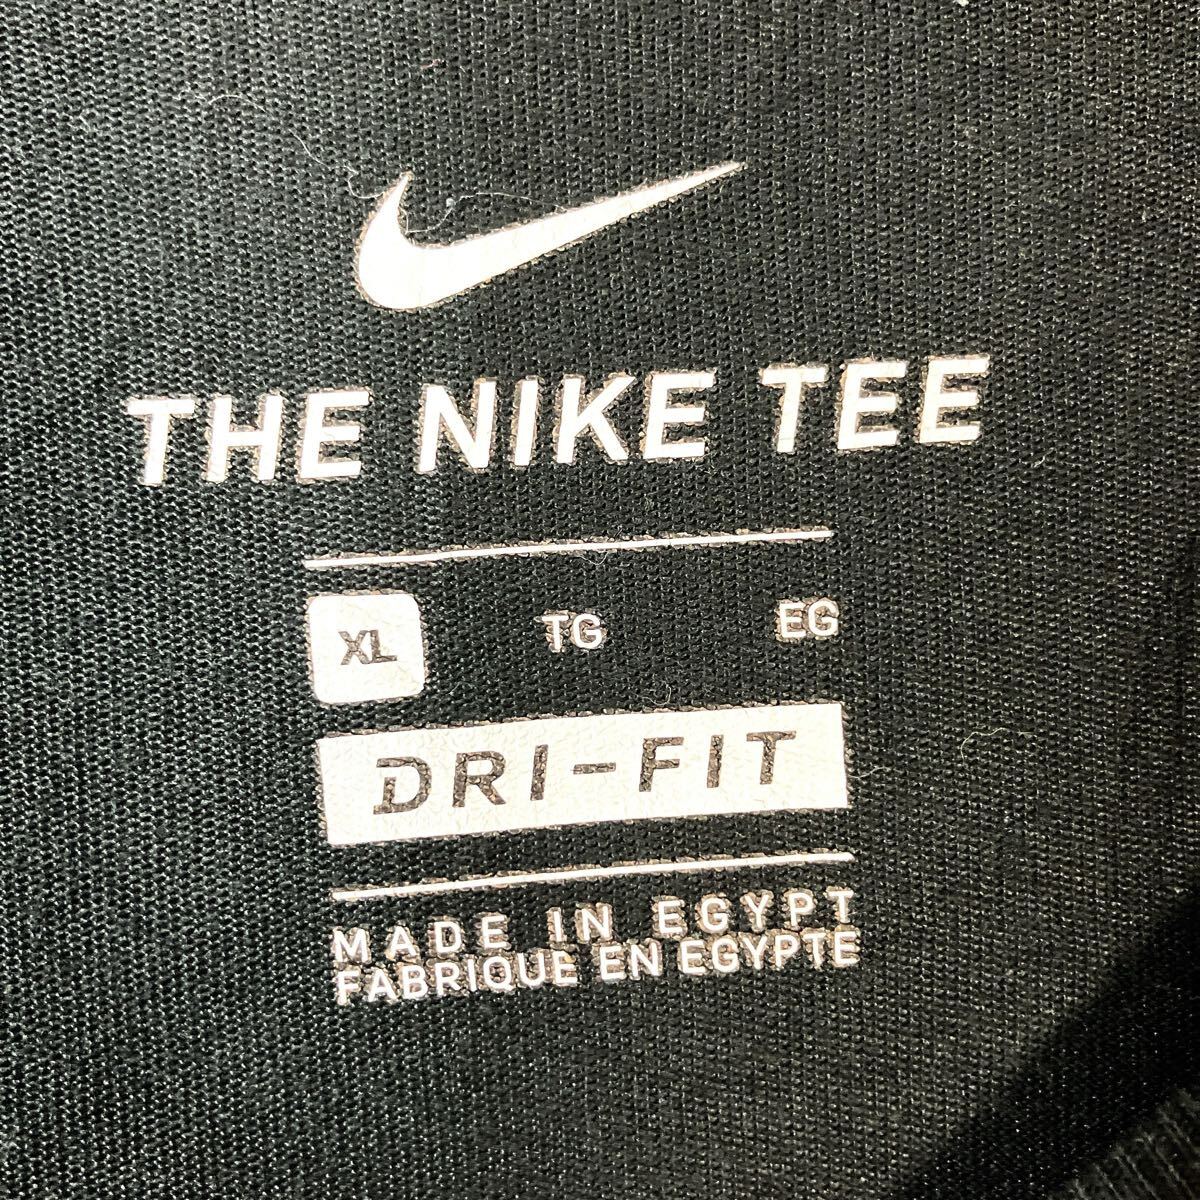 THE NIKE TEE
XL TG EG
DRI-FIT
MADE IN EGYPT
FABRIQUE EN EGYPTE